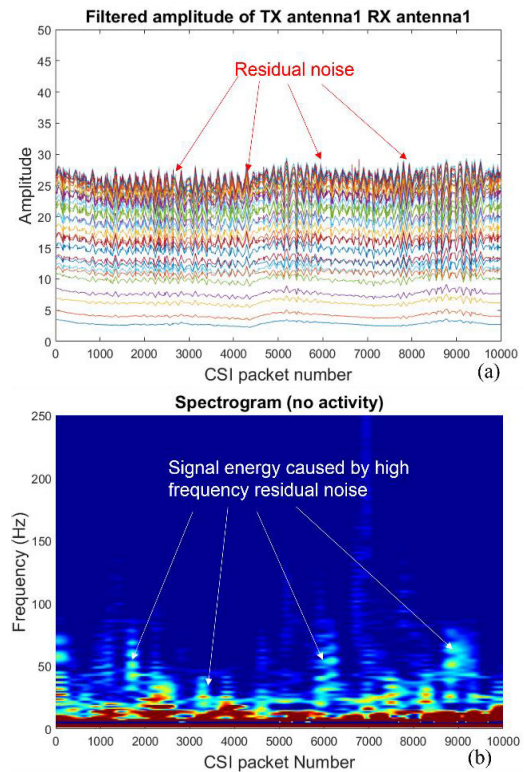 Filtered amplitude of TX antenna1 RX antenna1
50
45
40
35
30
25
20
15
10
5
0
Amplitude
Residual noise
0 1000 2000 3000 4000 5000 6000 7000 8000 9000 10000
CSI packet number
(a)
Spectrogram (no activity)
250
200
150
100
50
0
Frequency (Hz)
Signal energy caused by high
frequency residual noise
0 1000 2000 3000 4000 5000 6000 7000 8000 9000 10000
CSI packet Number
(b)